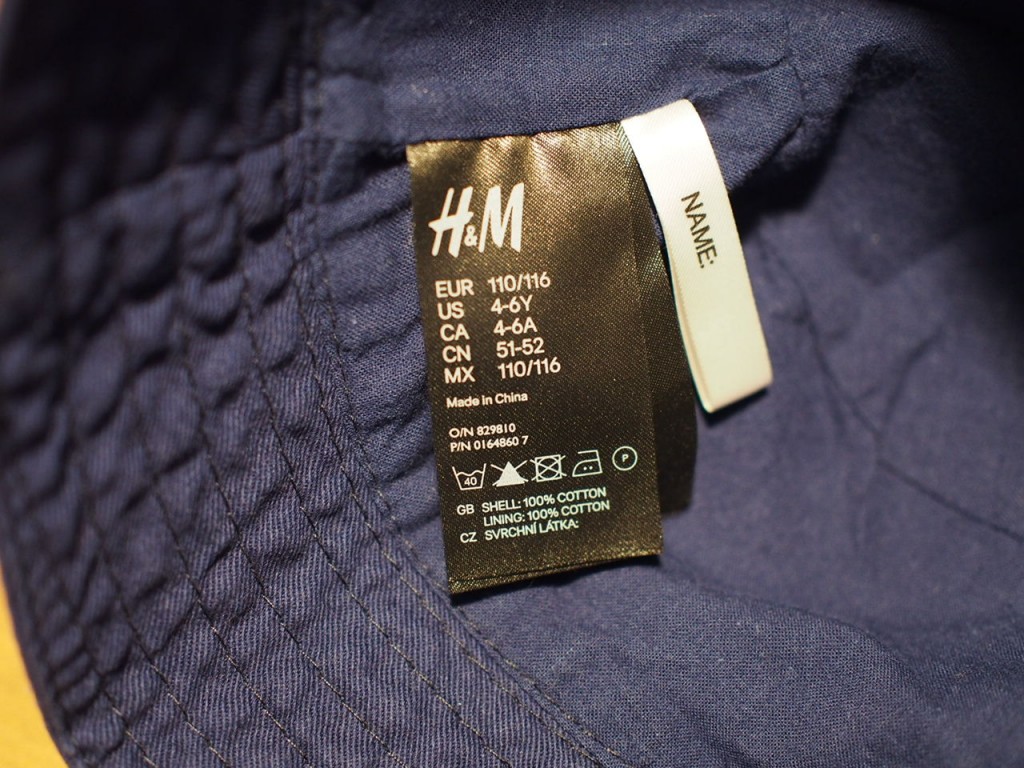 H&M
EUR 110/116
US 4-6Y
CA 4-6A
CN 51-52
MX 110/116
Made in China
O/N 829810
P/N 0164860 7
40 P
GB SHELL: 100% COTTON
LINING: 100% COTTON
CZ SVRCHNÍ LÁTKA:
NAME: